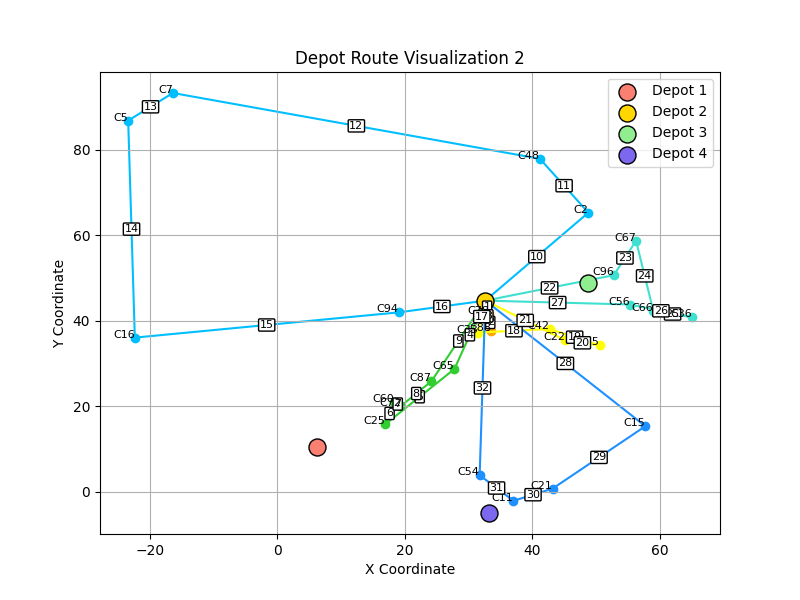 Depot Route Visualization 2
Depot 1
Depot 2
Depot 3
Depot 4
C7
C5
13
12
C48
11
C2
14
10
C67
23
C96
24
22
27
C56
C66
26
C36
16
C94
15
C16
17
21
C42
18
C22
20
4
9
28
C65
C87
8
32
C60
6
C25
C15
29
C54
31
C21
30
C11
80
60
40
20
0
−20
0
20
40
60
X Coordinate
Y Coordinate